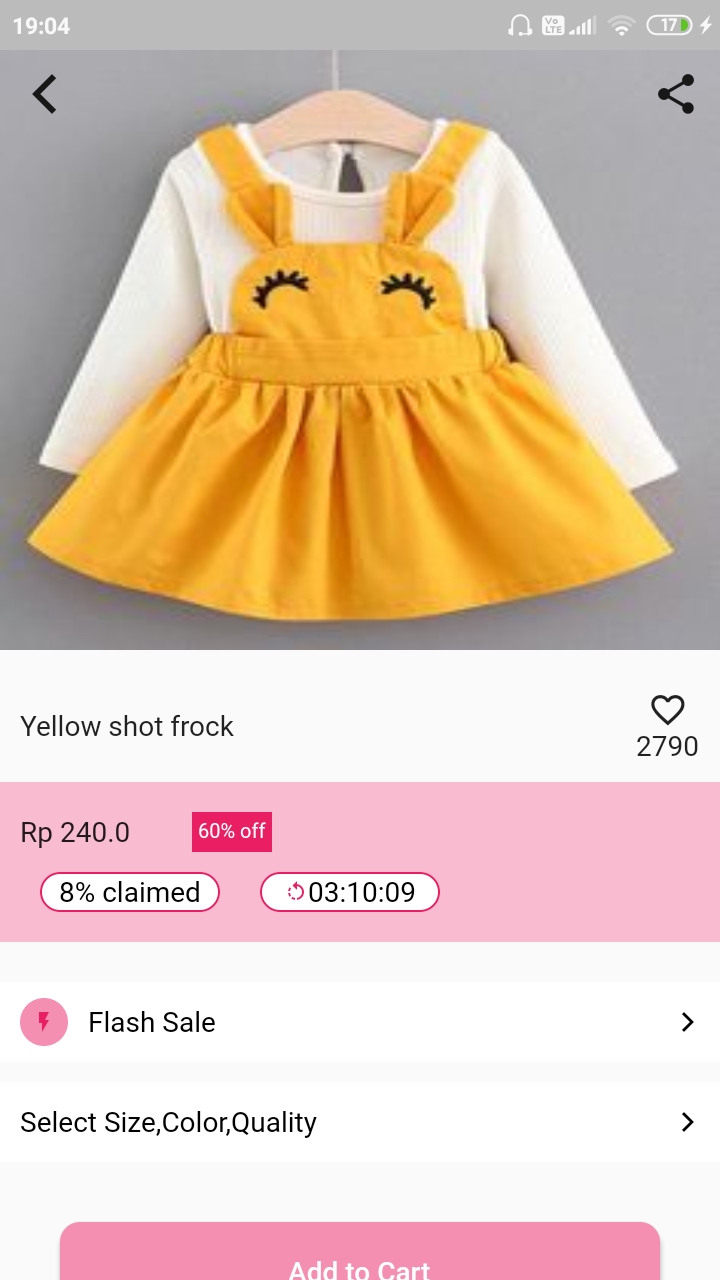 19:04
Vo LTE
17
Yellow shot frock
2790
Rp 240.0
60% off
8% claimed
03:10:09
Flash Sale
Select Size,Color,Quality
Add to Cart